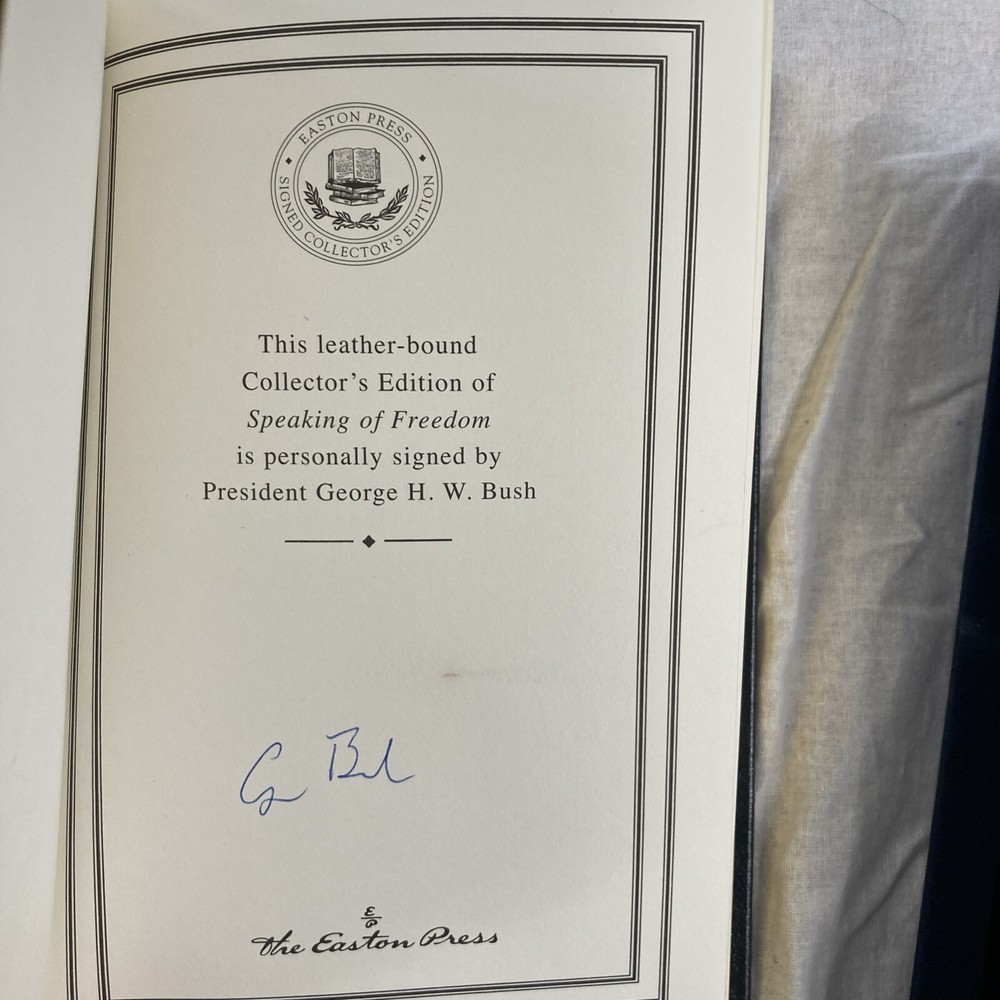 EASTON PRESS
SIGNED COLLECTOR'S EDITION
This leather-bound
Collector's Edition of
Speaking of Freedom
is personally signed by
President George H. W. Bush
G Bush
E/P
The Easton Press